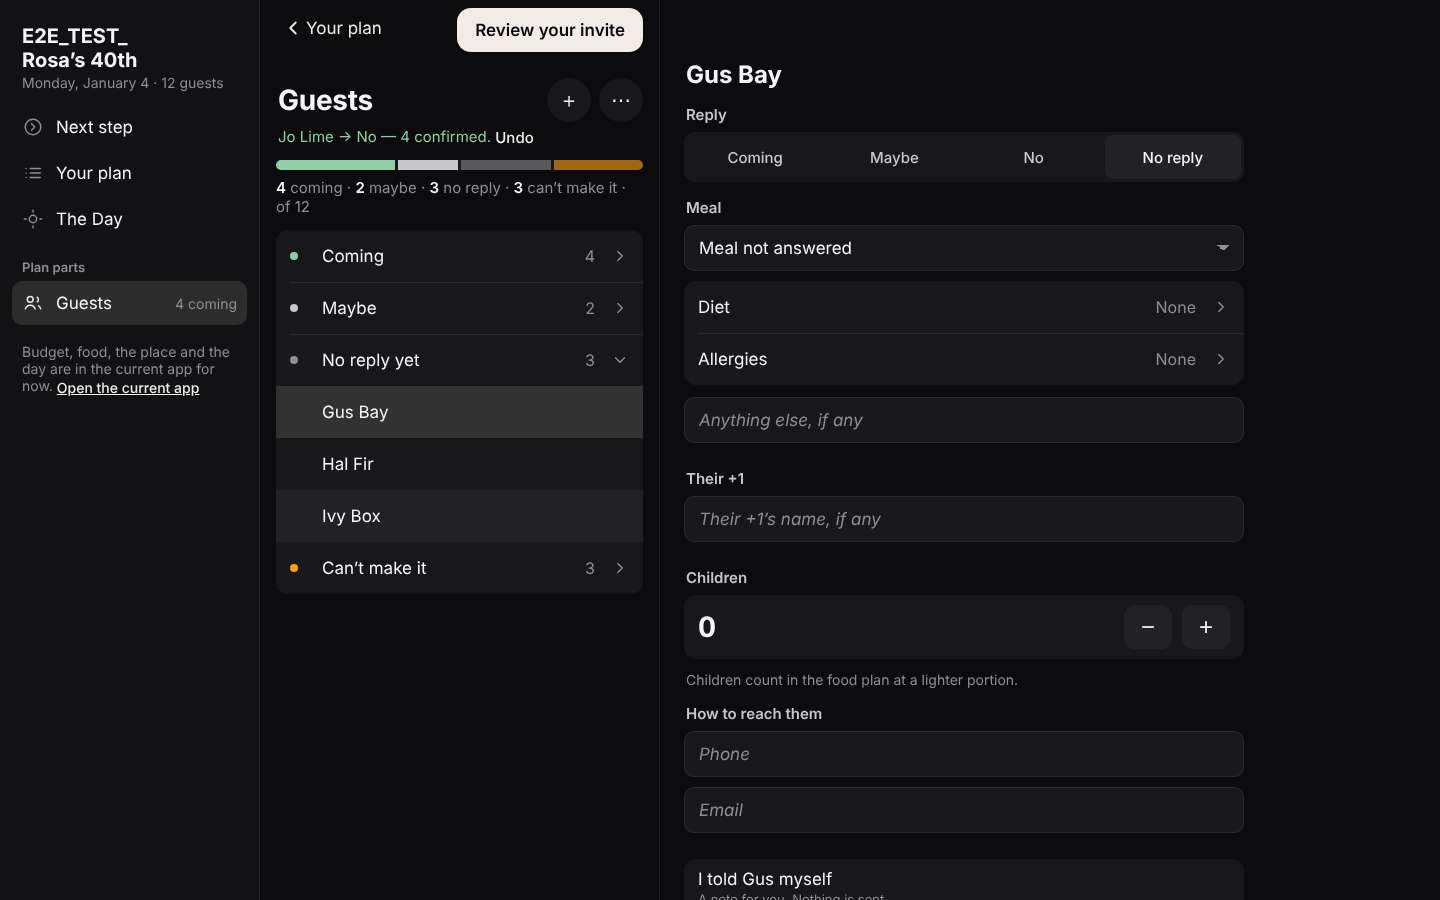 E2E_TEST_
Rosa’s 40th
Monday, January 4 · 12 guests
Next step
Your plan
The Day
Plan parts
Guests 4 coming
Budget, food, the place and the
day are in the current app for
now. Open the current app
Your plan
Review your invite
Guests
+ ···
Jo Lime → No — 4 confirmed. Undo
4 coming · 2 maybe · 3 no reply · 3 can’t make it ·
of 12
Coming 4
Maybe 2
No reply yet 3
Gus Bay
Hal Fir
Ivy Box
Can’t make it 3
Gus Bay
Reply
Coming Maybe No No reply
Meal
Meal not answered
Diet None
Allergies None
Anything else, if any
Their +1
Their +1’s name, if any
Children
0 − +
Children count in the food plan at a lighter portion.
How to reach them
Phone
Email
I told Gus myself
A note for you. Nothing is sent.